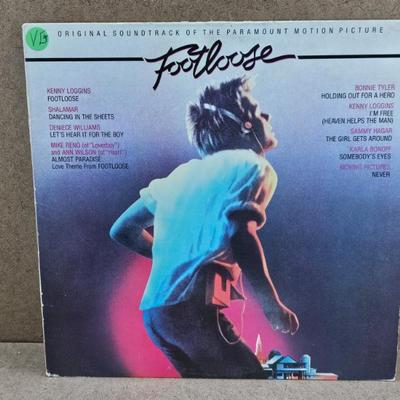 VG
ORIGINAL SOUNDTRACK OF THE PARAMOUNT MOTION PICTURE
Footloose
KENNY LOGGINS
FOOTLOOSE
SHALAMAR
DANCING IN THE SHEETS
DENIECE WILLIAMS
LET'S HEAR IT FOR THE BOY
MIKE RENO (of "Loverboy")
and ANN WILSON (of "Heart")
ALMOST PARADISE
Love Theme From FOOTLOOSE
BONNIE TYLER
HOLDING OUT FOR A HERO
KENNY LOGGINS
I'M FREE
(HEAVEN HELPS THE MAN)
SAMMY HAGAR
THE GIRL GETS AROUND
KARLA BONOFF
SOMEBODY'S EYES
MOVING PICTURES
NEVER